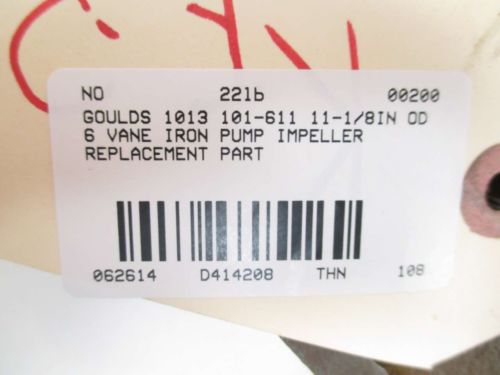 NO 221b 00200
GOULDS 1013 101-611 11-1/8IN OD
6 VANE IRON PUMP IMPELLER
REPLACEMENT PART
062614 D414208 THN 108